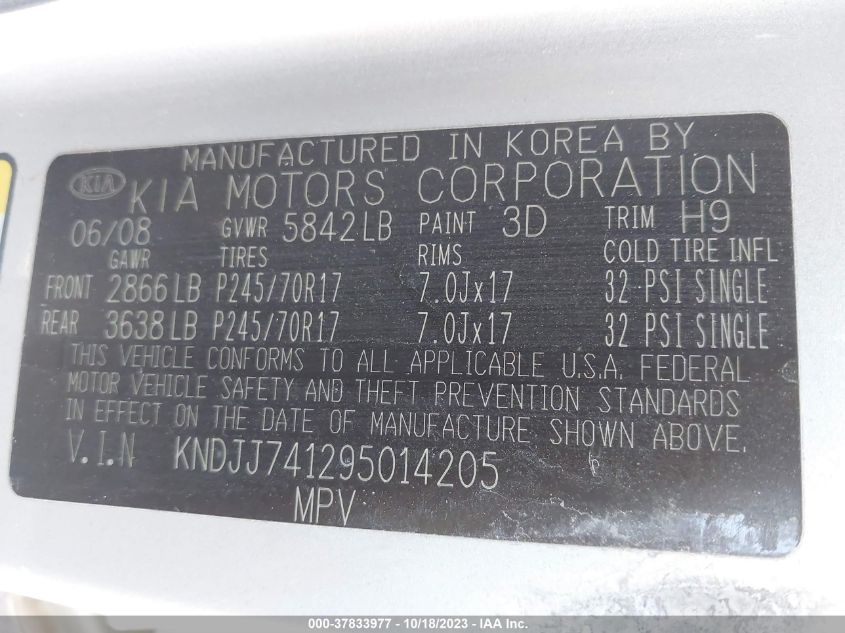 MANUFACTURED IN KOREA BY
KIA KIA MOTORS CORPORATION
06/08 GVWR 5842LB PAINT 3D TRIM H9
GAWR TIRES RIMS COLD TIRE INFL
FRONT 2866LB P245/70R17 7.0Jx17 32 PSI SINGLE
REAR 3638LB P245/70R17 7.0Jx17 32 PSI SINGLE
THIS VEHICLE CONFORMS TO ALL APPLICABLE U.S.A. FEDERAL
MOTOR VEHICLE SAFETY AND THEFT PREVENTION STANDARDS
IN EFFECT ON THE DATE OF MANUFACTURE SHOWN ABOVE.
V.I.N KNDJJ741295014205
MPV
000-37833977 - 10/18/2023 - COPART, INC.